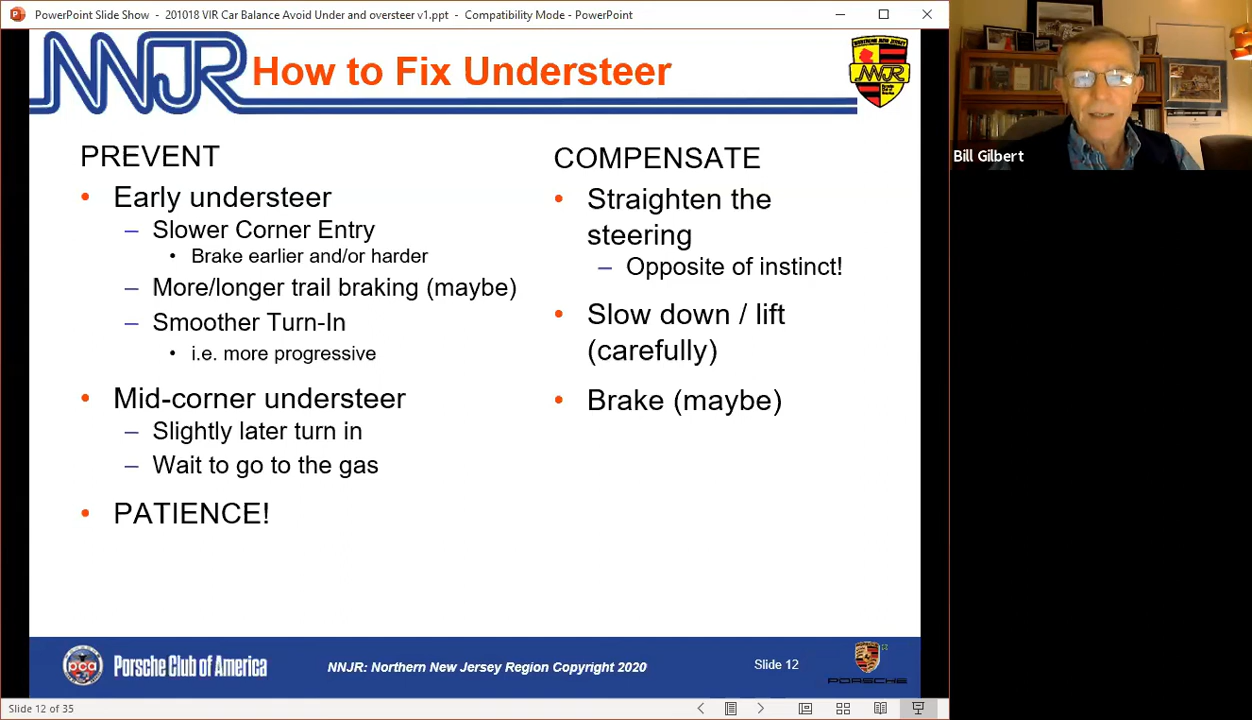 PowerPoint Slide Show - 201018 VIR Car Balance Avoid Under and oversteer v1.ppt - Compatibility Mode - PowerPoint
NNJR
How to Fix Understeer
NNJR
PREVENT
• Early understeer
– Slower Corner Entry
• Brake earlier and/or harder
– More/longer trail braking (maybe)
– Smoother Turn-In
• i.e. more progressive
• Mid-corner understeer
– Slightly later turn in
– Wait to go to the gas
• PATIENCE!
COMPENSATE
• Straighten the
steering
– Opposite of instinct!
• Slow down / lift
(carefully)
• Brake (maybe)
pca
Porsche Club of America
NNJR: Northern New Jersey Region Copyright 2020
Slide 12
PORSCHE
Slide 12 of 35
Bill Gilbert